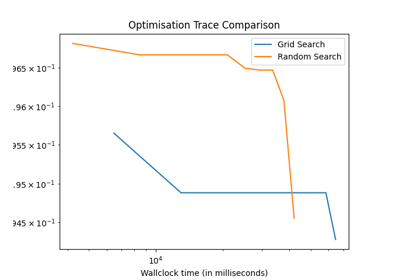 Optimisation Trace Comparison
Grid Search
Random Search
.965 × 10⁻¹
.96 × 10⁻¹
.955 × 10⁻¹
.95 × 10⁻¹
.945 × 10⁻¹
10⁴
Wallclock time (in milliseconds)